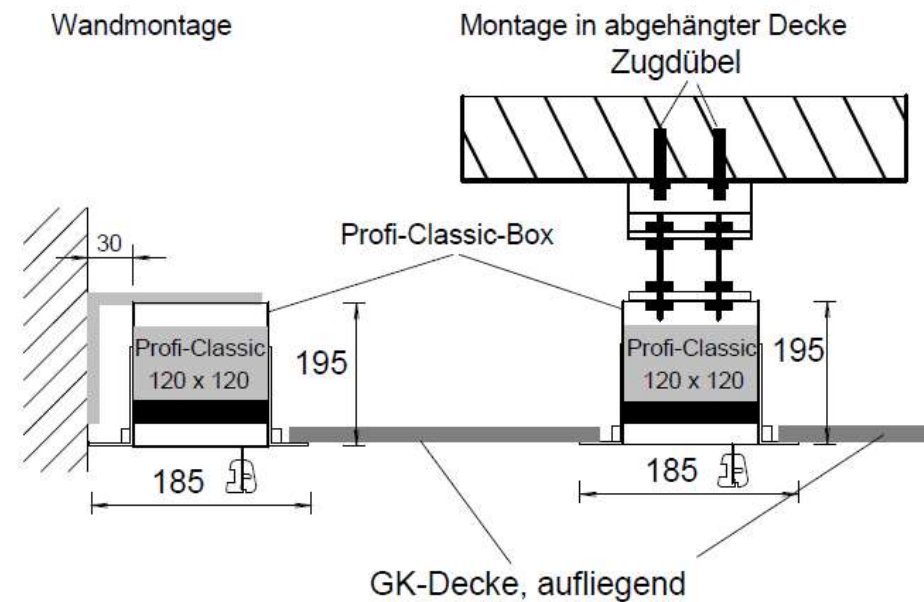 Wandmontage
Montage in abgehängter Decke
Zugdübel
30
Profi-Classic-Box
Profi-Classic
120 x 120
195
Profi-Classic
120 x 120
195
185
185
GK-Decke, aufliegend